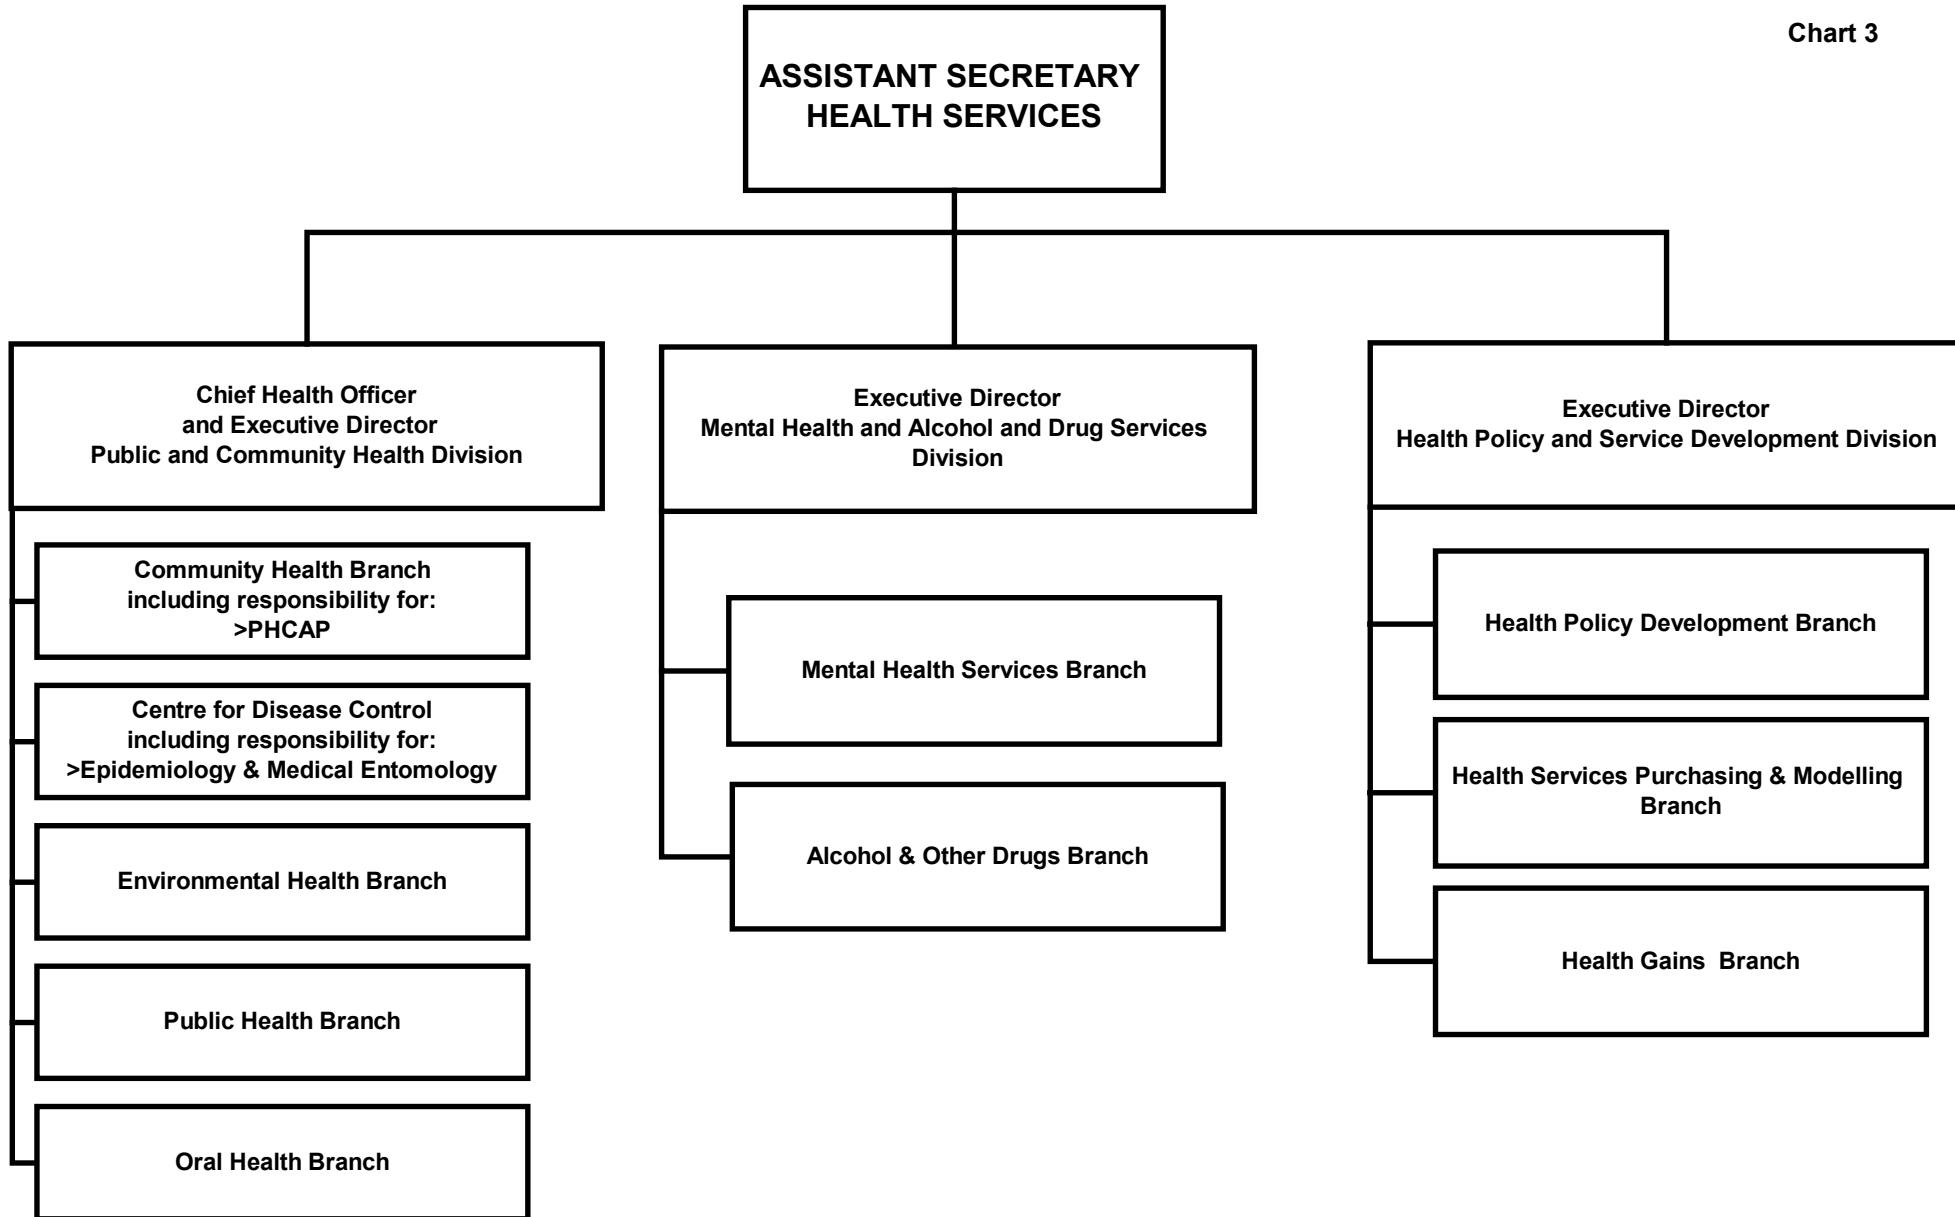 Chart 3
ASSISTANT SECRETARY
HEALTH SERVICES
Chief Health Officer
and Executive Director
Public and Community Health Division
Community Health Branch
including responsibility for:
>PHCAP
Centre for Disease Control
including responsibility for:
>Epidemiology & Medical Entomology
Environmental Health Branch
Public Health Branch
Oral Health Branch
Executive Director
Mental Health and Alcohol and Drug Services
Division
Mental Health Services Branch
Alcohol & Other Drugs Branch
Executive Director
Health Policy and Service Development Division
Health Policy Development Branch
Health Services Purchasing & Modelling
Branch
Health Gains Branch